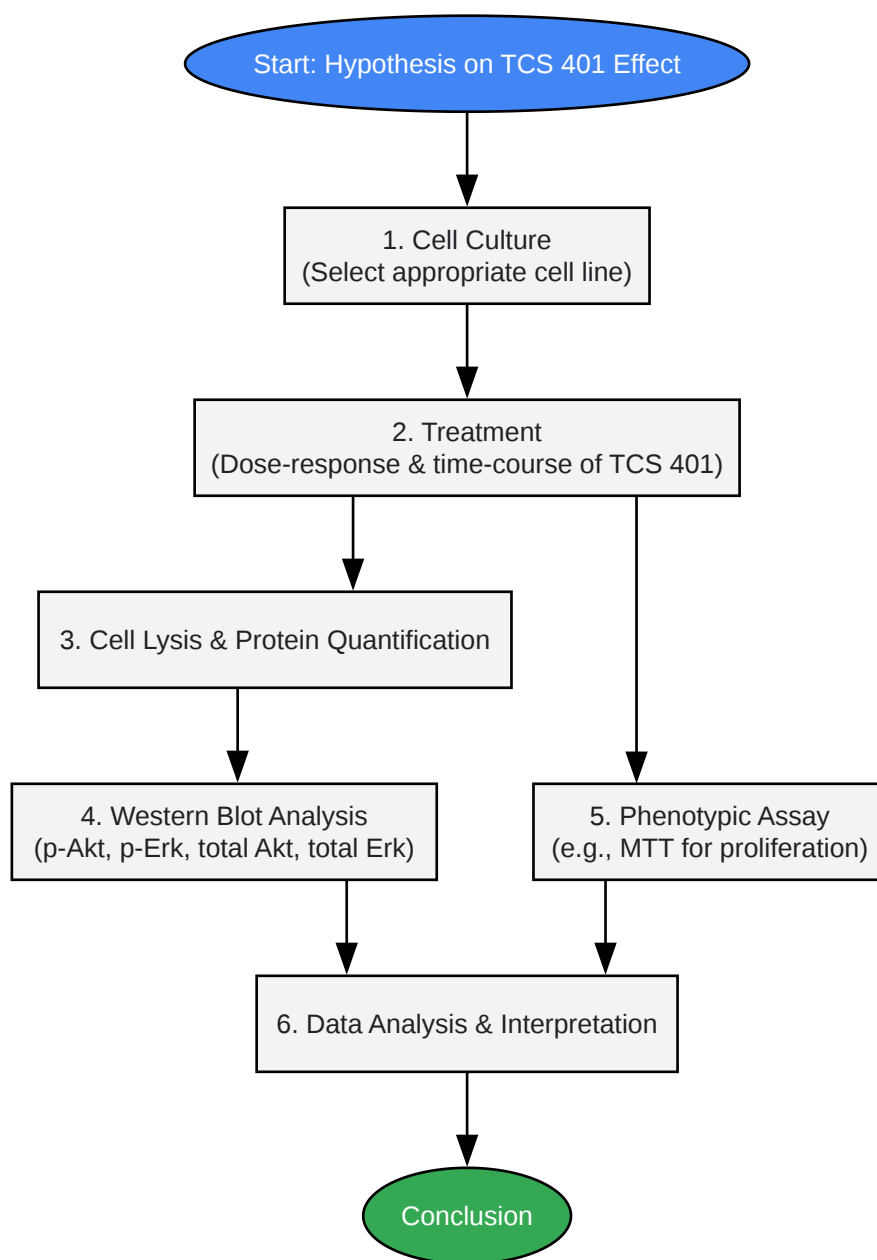 Start: Hypothesis on TCS 401 Effect
1. Cell Culture
(Select appropriate cell line)
2. Treatment
(Dose-response & time-course of TCS 401)
3. Cell Lysis & Protein Quantification
4. Western Blot Analysis
(p-Akt, p-Erk, total Akt, total Erk)
5. Phenotypic Assay
(e.g., MTT for proliferation)
6. Data Analysis & Interpretation
Conclusion